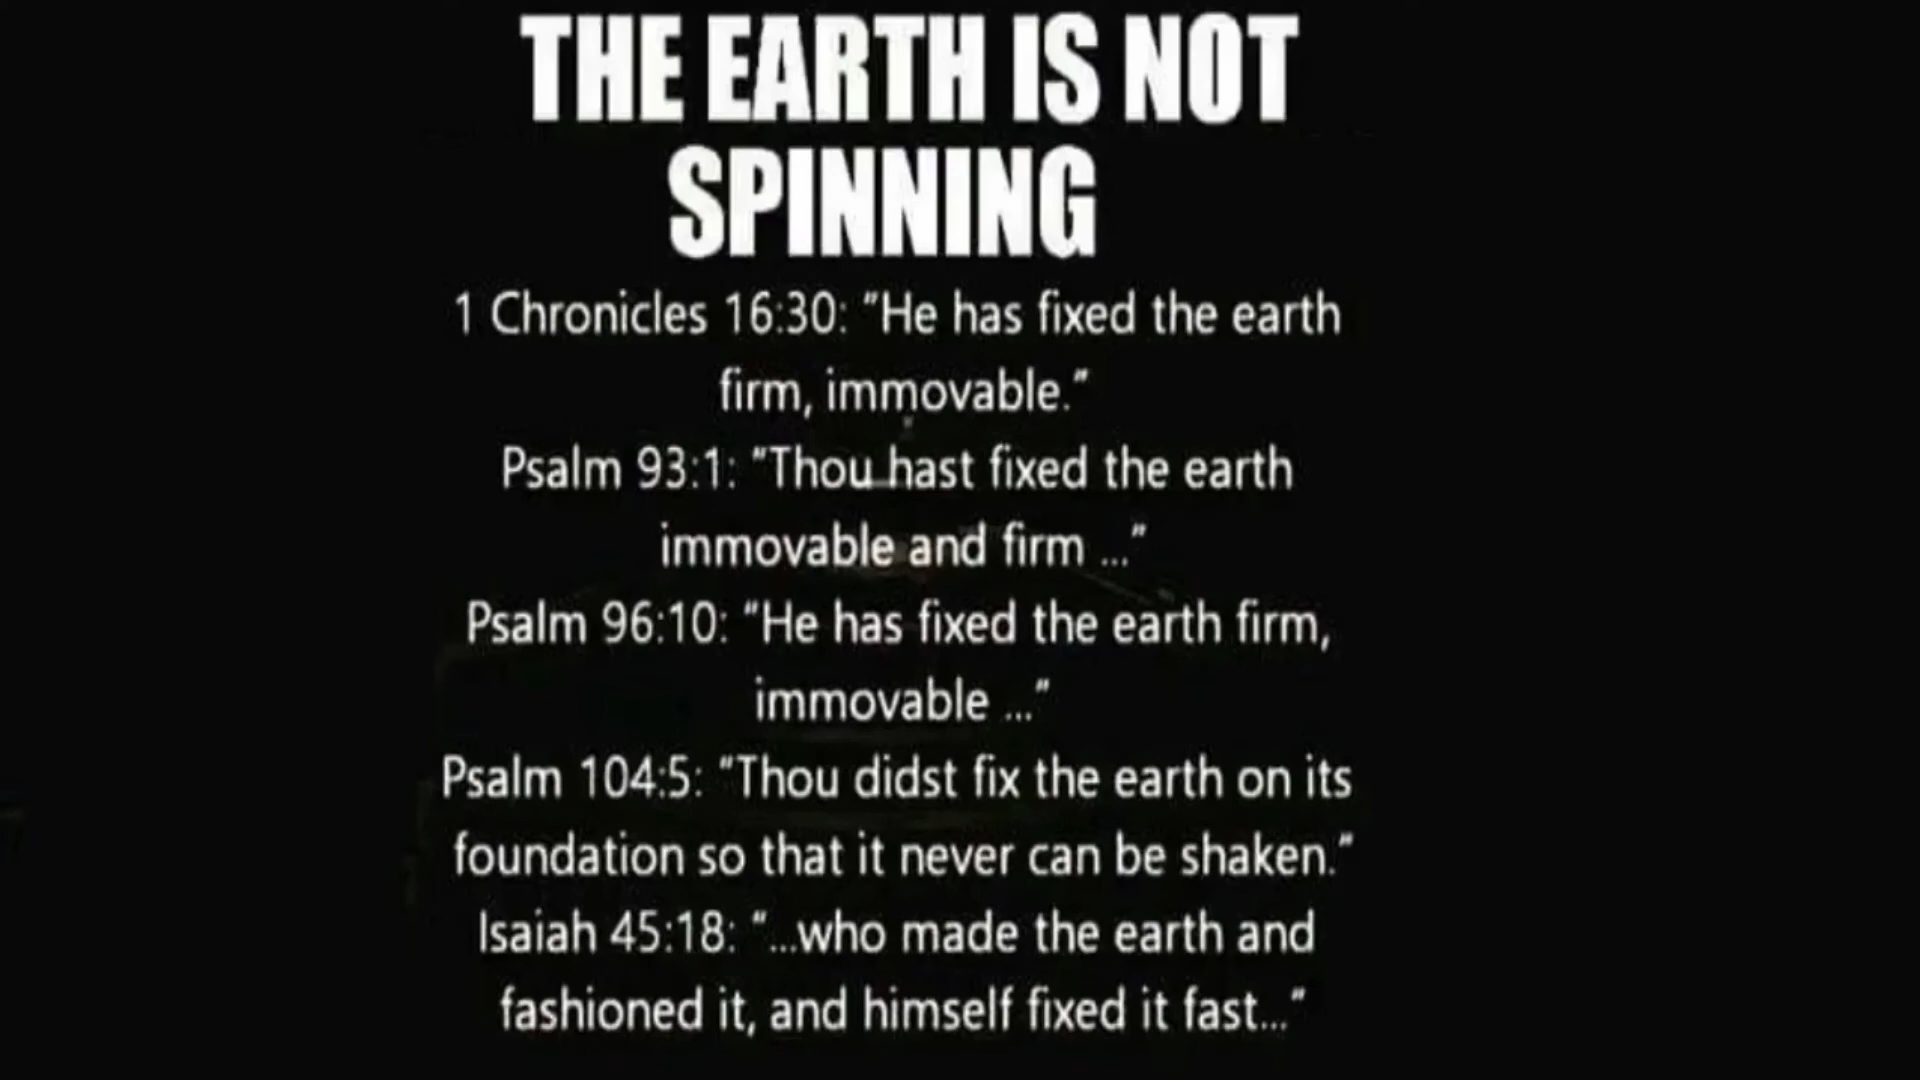 THE EARTH IS NOT
SPINNING
1 Chronicles 16:30: "He has fixed the earth
firm, immovable."
Psalm 93:1: "Thou hast fixed the earth
immovable and firm ..."
Psalm 96:10: "He has fixed the earth firm,
immovable ..."
Psalm 104:5: "Thou didst fix the earth on its
foundation so that it never can be shaken."
Isaiah 45:18: "...who made the earth and
fashioned it, and himself fixed it fast..."